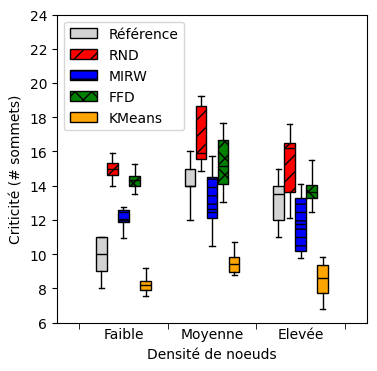 24
22
20
18
16
14
12
10
8
6
Criticité (# sommets)
Référence
RND
MIRW
FFD
KMeans
Faible Moyenne Elevée
Densité de noeuds